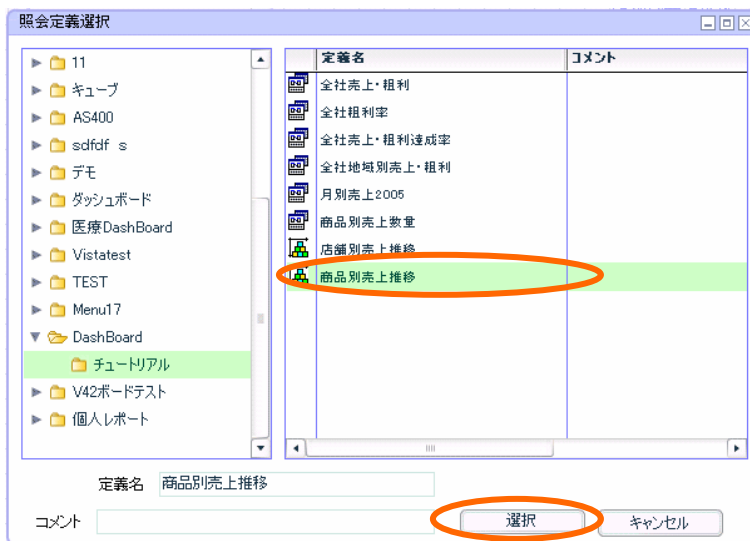 照会定義選択
11
キューブ
AS400
sdfdf s
デモ
ダッシュボード
医療DashBoard
Vistatest
TEST
Menu17
DashBoard
チュートリアル
V42ボードテスト
個人レポート
定義名 コメント
全社売上・粗利
全社粗利率
全社売上・粗利達成率
全社地域別売上・粗利
月別売上2005
商品別売上数量
店舗別売上推移
商品別売上推移
定義名 商品別売上推移
コメント 選択 キャンセル